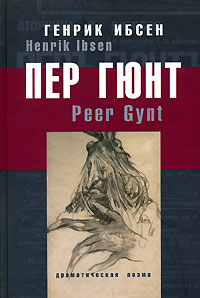 ГЕНРИК ИБСЕН
Henrik Ibsen
ПЕР ГЮНТ
Peer Gynt
драматическая поэма